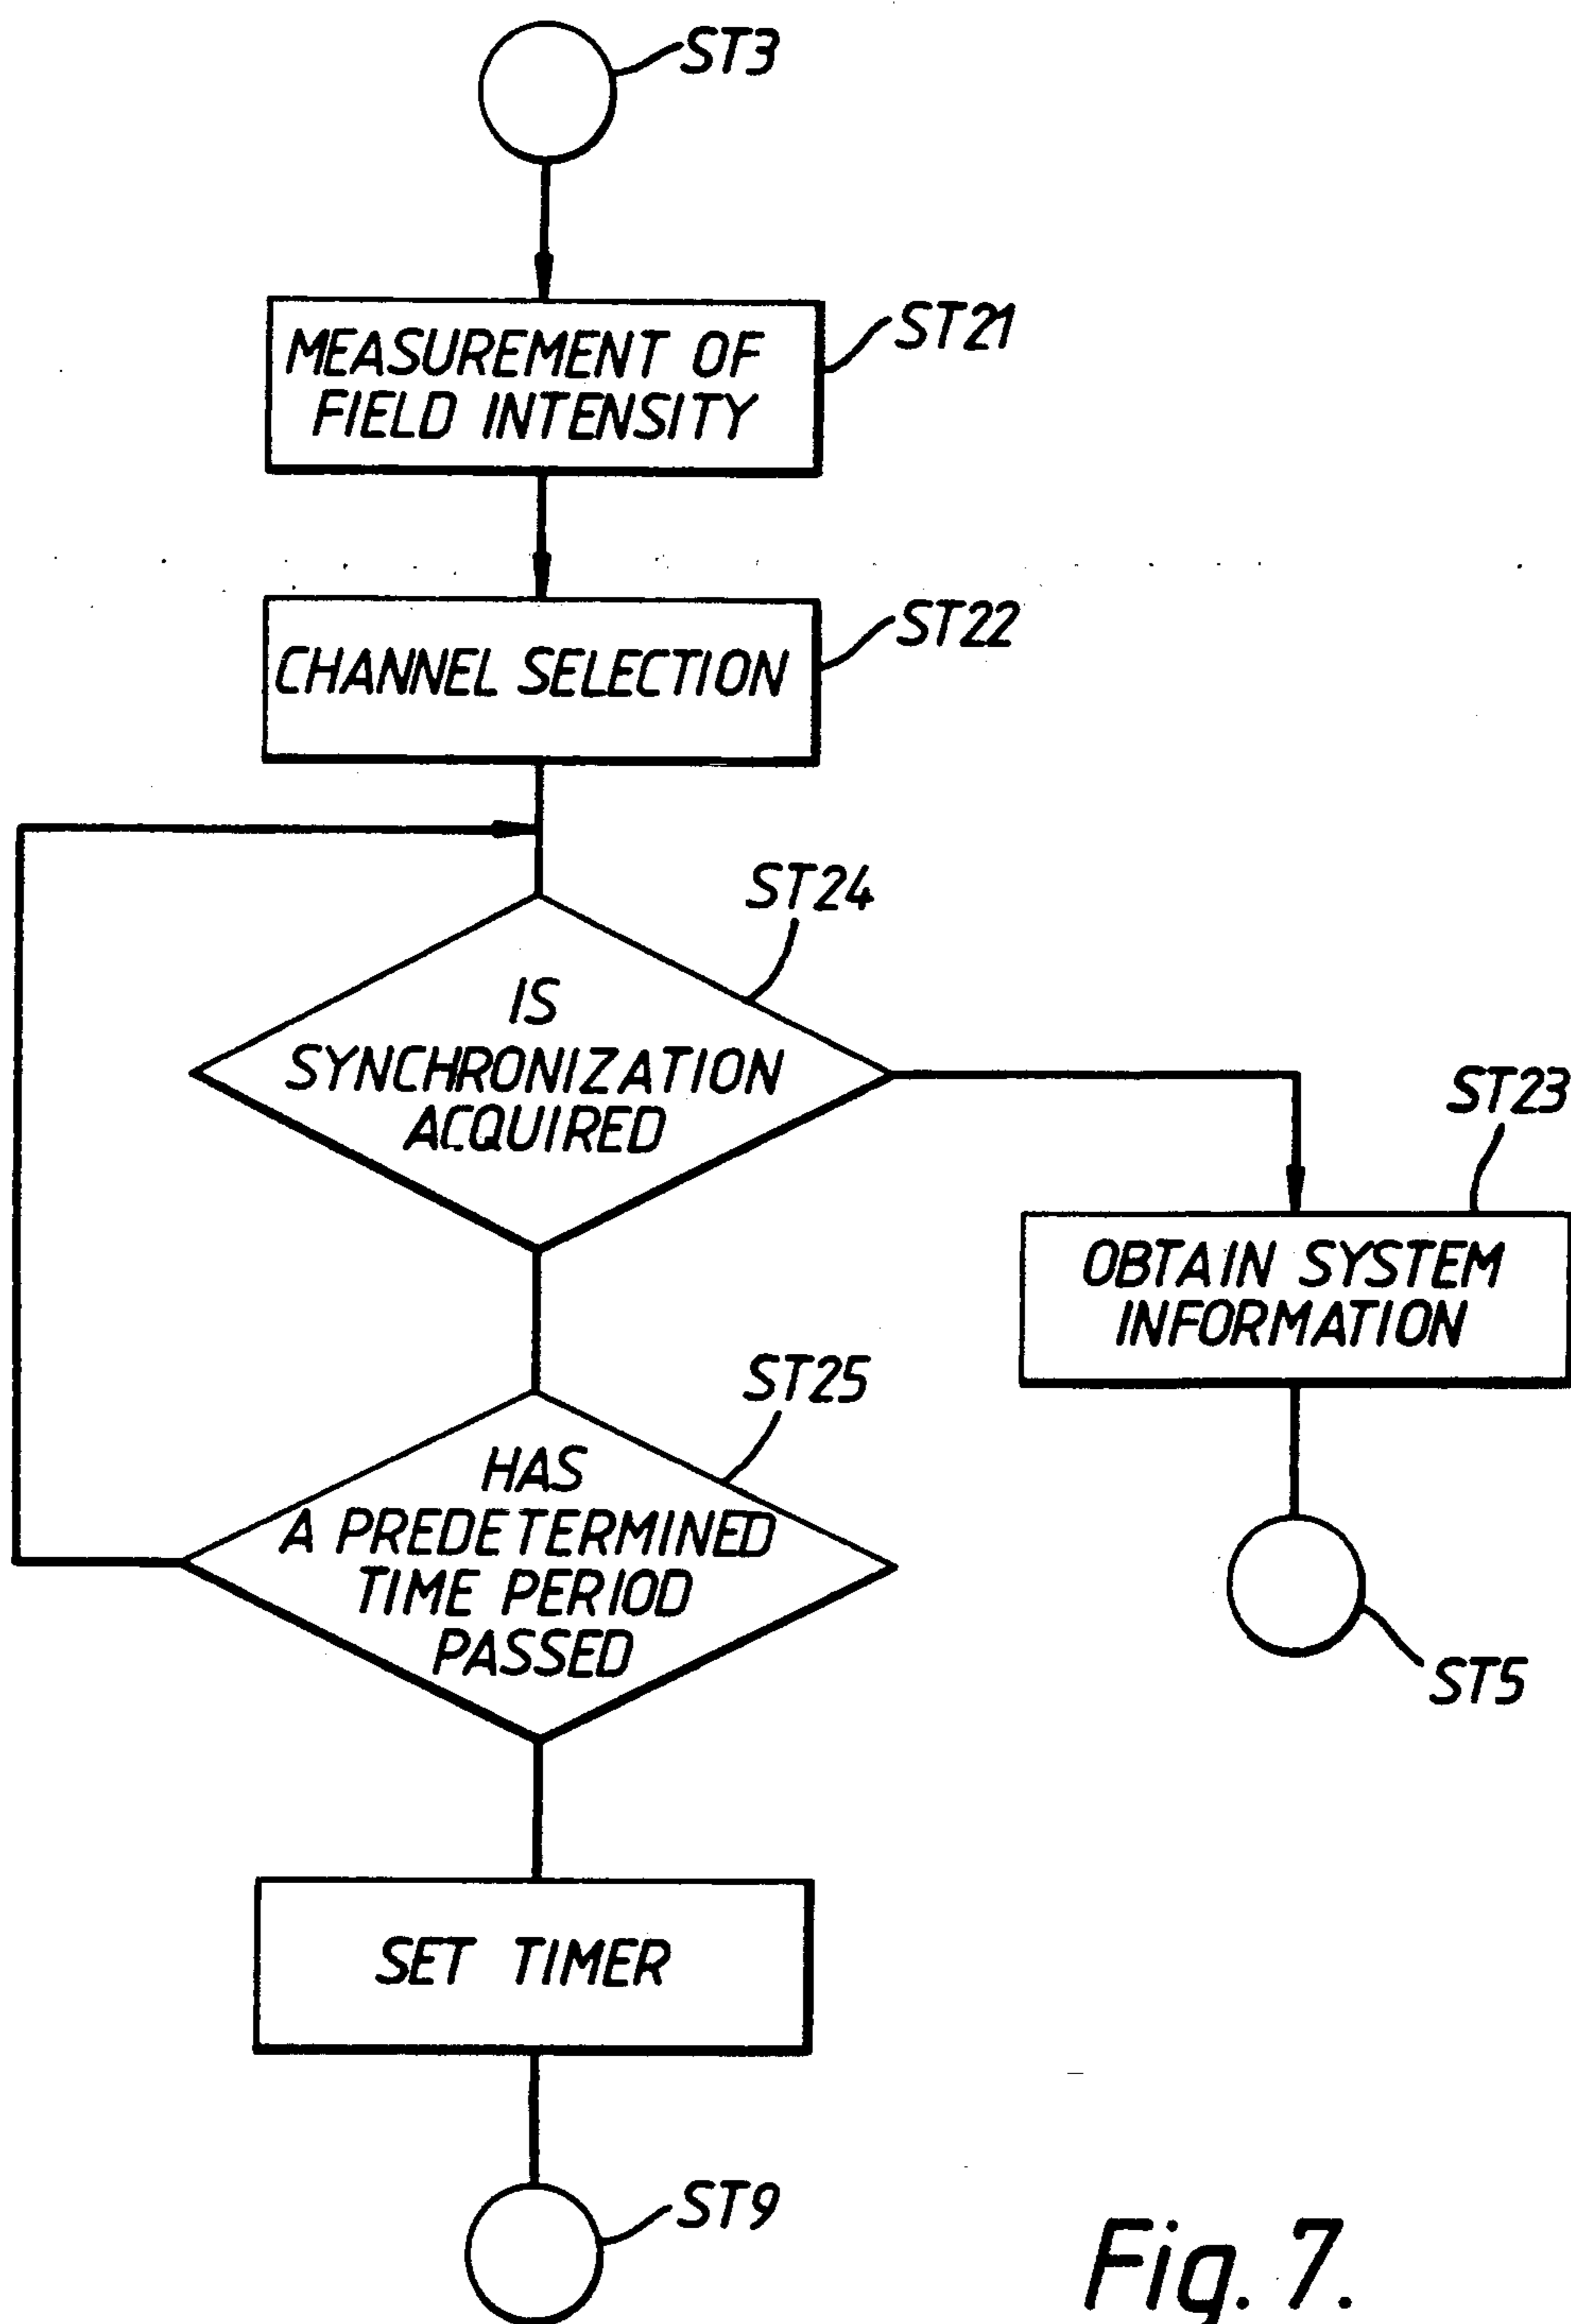 ST3
MEASUREMENT OF
FIELD INTENSITY
ST21
CHANNEL SELECTION
ST22
ST24
IS
SYNCHRONIZATION
ACQUIRED
ST23
OBTAIN SYSTEM
INFORMATION
ST25
HAS
A PREDETERMINED
TIME PERIOD
PASSED
ST5
SET TIMER
ST9
Fig. 7.